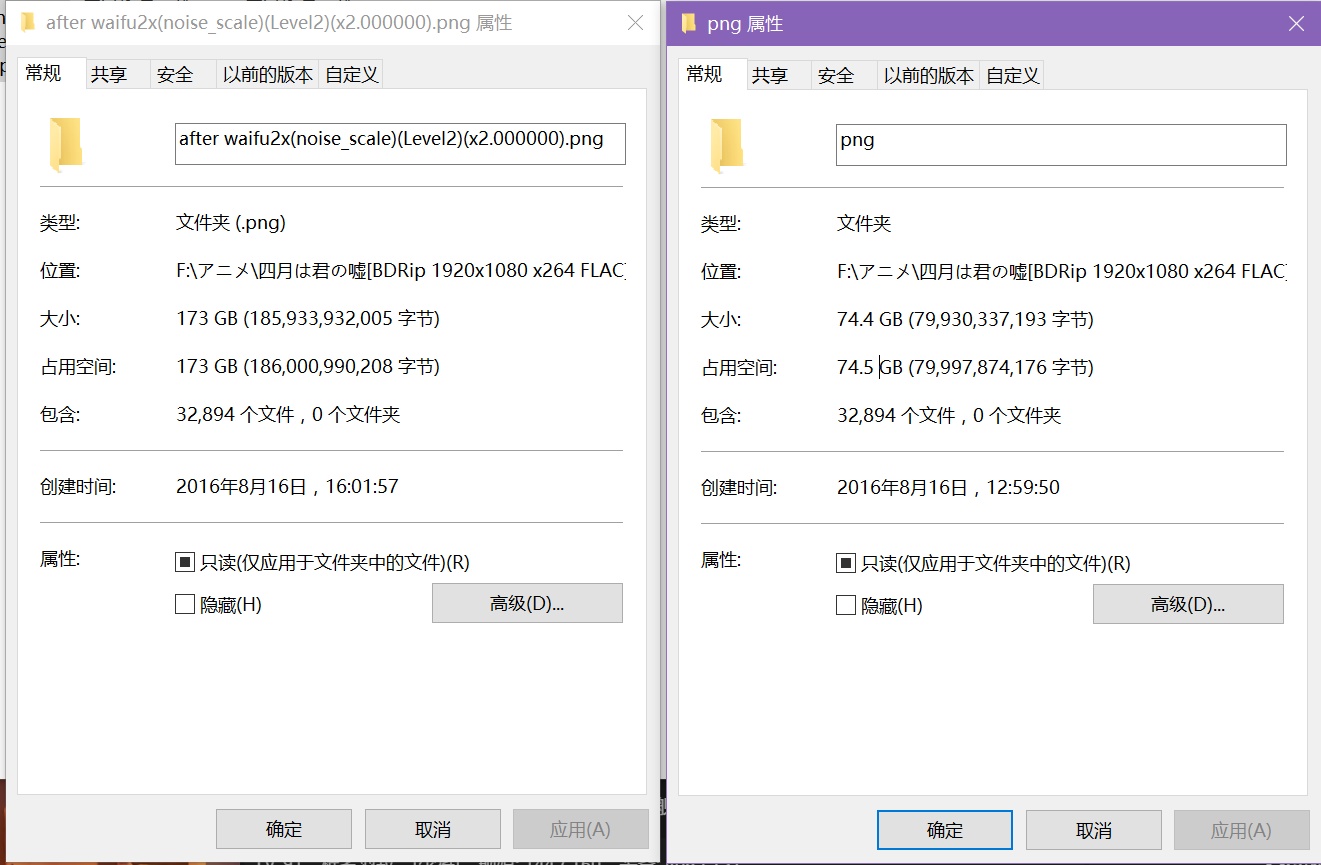 after waifu2x(noise_scale)(Level2)(x2.000000).png 属性
常规 共享 安全 以前的版本 自定义
after waifu2x(noise_scale)(Level2)(x2.000000).png
类型: 文件夹 (.png)
位置: F:\アニメ\四月は君の嘘[BDRip 1920x1080 x264 FLAC]
大小: 173 GB (185,933,932,005 字节)
占用空间: 173 GB (186,000,990,208 字节)
包含: 32,894 个文件，0 个文件夹
创建时间: 2016年8月16日，16:01:57
属性: 只读(仅应用于文件夹中的文件)(R)
隐藏(H) 高级(D)...
确定 取消 应用(A)
png 属性
常规 共享 安全 以前的版本 自定义
png
类型: 文件夹
位置: F:\アニメ\四月は君の嘘[BDRip 1920x1080 x264 FLAC]
大小: 74.4 GB (79,930,337,193 字节)
占用空间: 74.5 GB (79,997,874,176 字节)
包含: 32,894 个文件，0 个文件夹
创建时间: 2016年8月16日，12:59:50
属性: 只读(仅应用于文件夹中的文件)(R)
隐藏(H) 高级(D)...
确定 取消 应用(A)